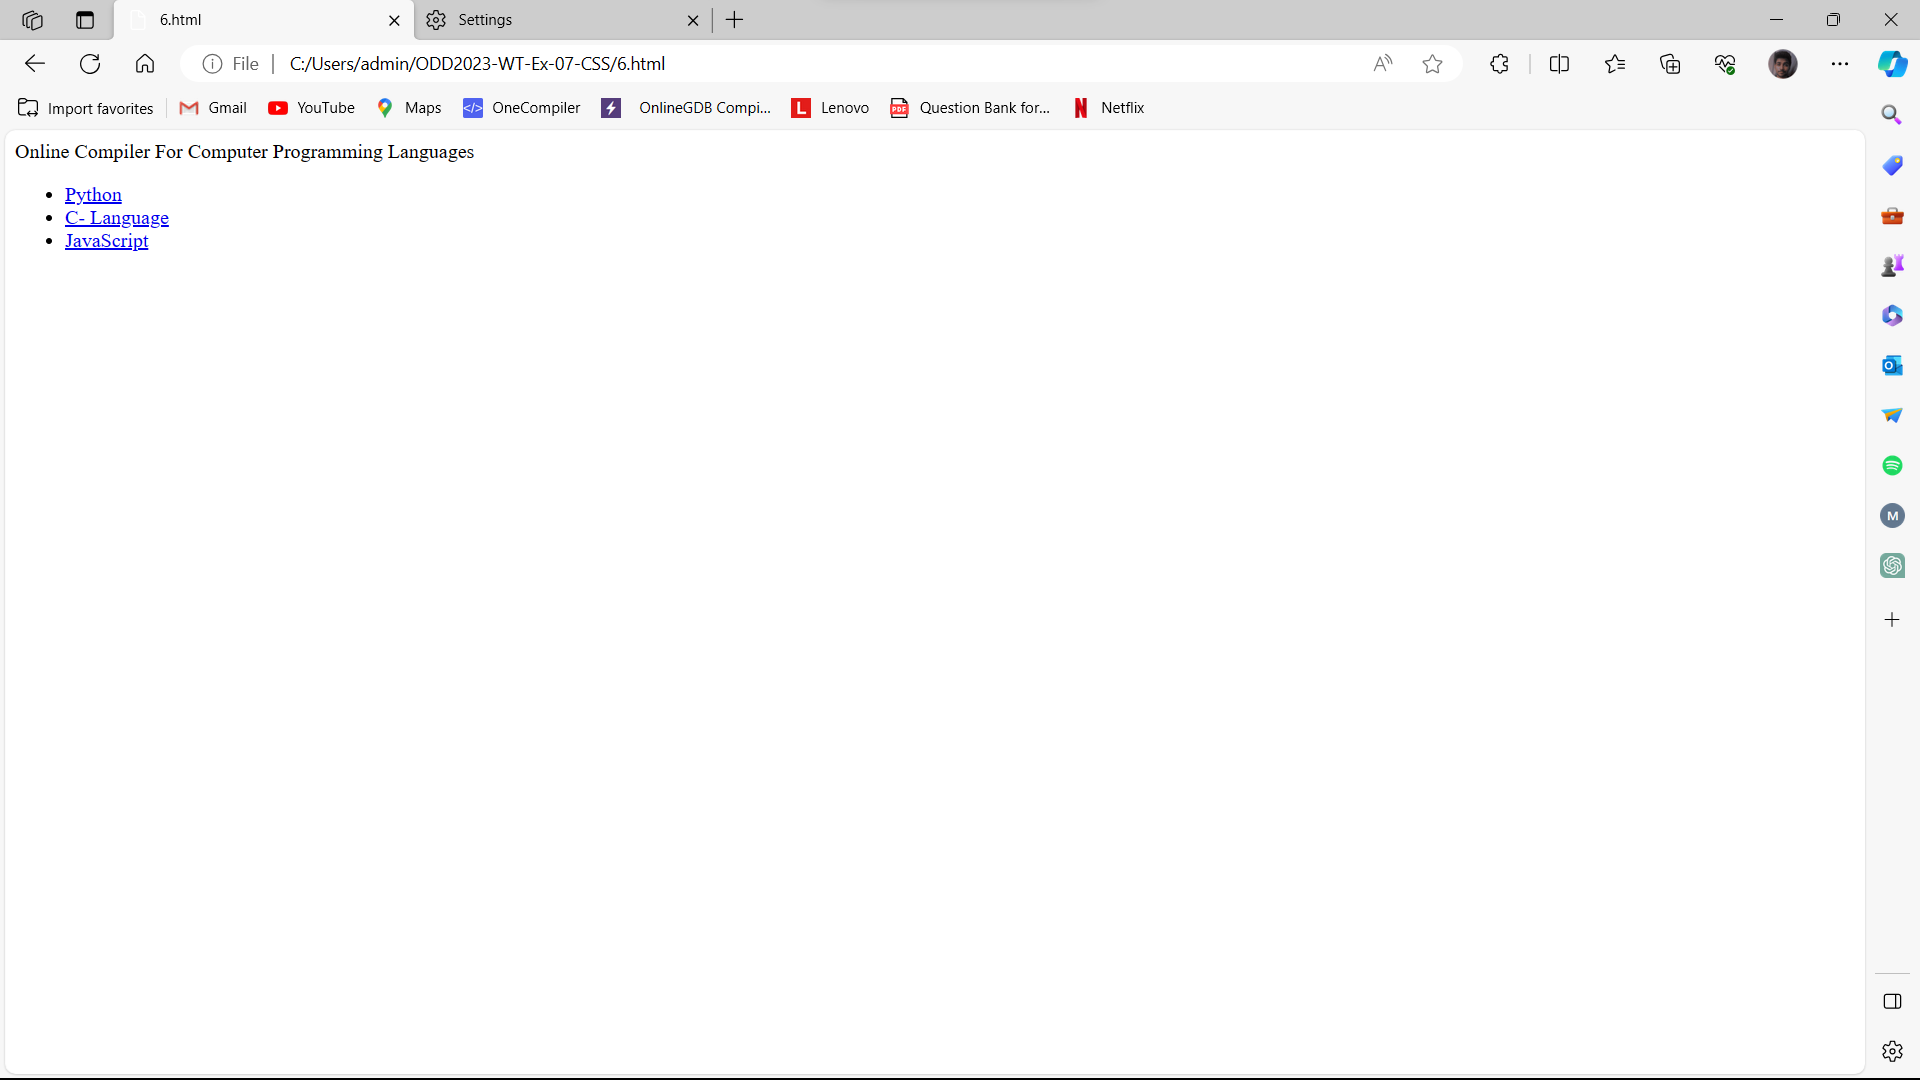 6.html
Settings
File
C:/Users/admin/ODD2023-WT-Ex-07-CSS/6.html
Import favorites
Gmail
YouTube
Maps
OneCompiler
OnlineGDB Compi...
L
Lenovo
PDF
Question Bank for...
Netflix
Online Compiler For Computer Programming Languages
Python
C- Language
JavaScript
M